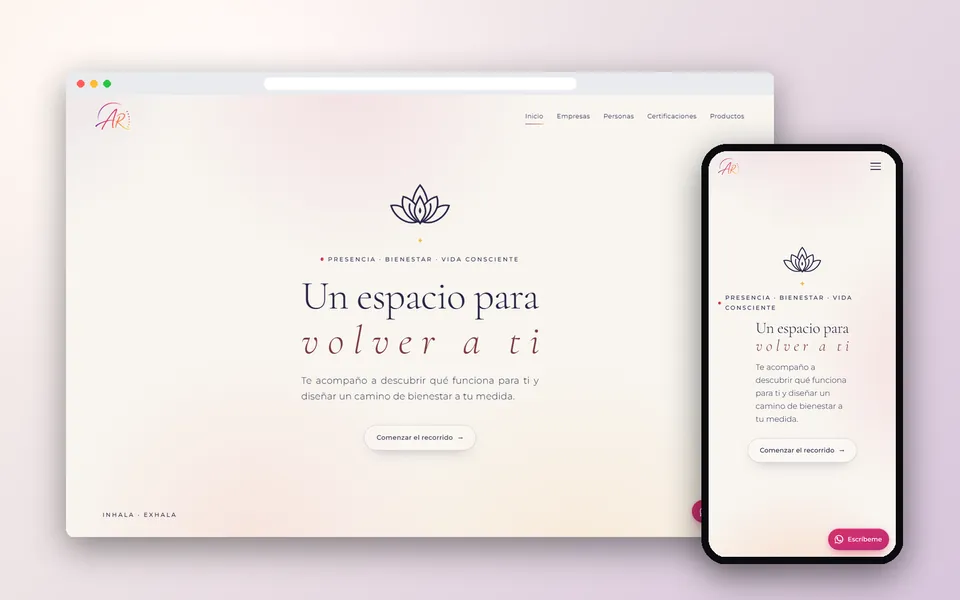 AR
Inicio Empresas Personas Certificaciones Productos
PRESENCIA · BIENESTAR · VIDA CONSCIENTE
Un espacio para
volver a ti
Te acompaño a descubrir qué funciona para ti y
diseñar un camino de bienestar a tu medida.
Comenzar el recorrido →
INHALA · EXHALA
AR
PRESENCIA · BIENESTAR · VIDA
CONSCIENTE
Un espacio para
volver a ti
Te acompaño a
descubrir qué funciona
para ti y diseñar un
camino de bienestar a
tu medida.
Comenzar el recorrido →
Escríbeme